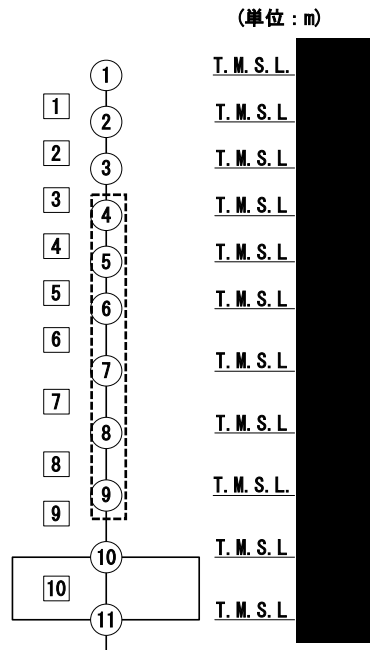 (単位：m)
① T.M.S.L.
1
② T.M.S.L
2
③ T.M.S.L
3
④ T.M.S.L
4
⑤ T.M.S.L
5
⑥ T.M.S.L
6
⑦ T.M.S.L
7
⑧ T.M.S.L
8
⑨ T.M.S.L.
9
⑩ T.M.S.L
10
⑪ T.M.S.L